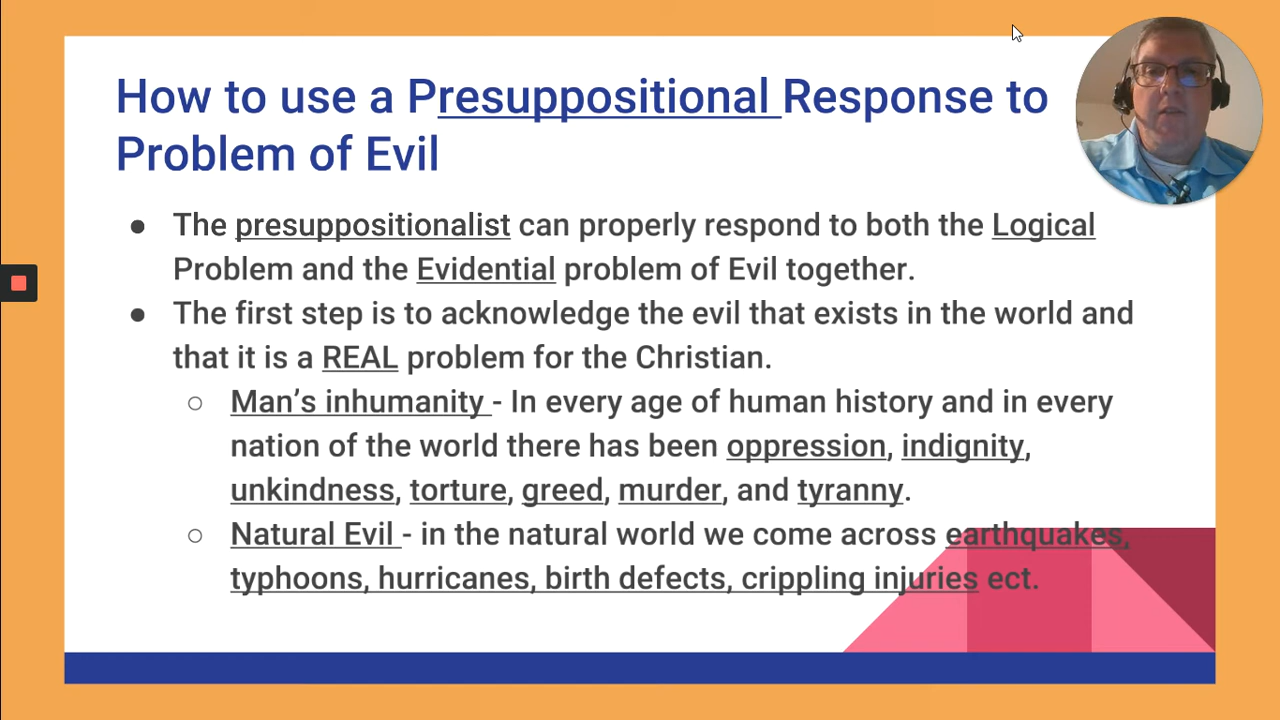 How to use a Presuppositional Response to
Problem of Evil
● The presuppositionalist can properly respond to both the Logical
Problem and the Evidential problem of Evil together.
● The first step is to acknowledge the evil that exists in the world and
that it is a REAL problem for the Christian.
○ Man’s inhumanity - In every age of human history and in every
nation of the world there has been oppression, indignity,
unkindness, torture, greed, murder, and tyranny.
○ Natural Evil - in the natural world we come across earthquakes,
typhoons, hurricanes, birth defects, crippling injuries ect.